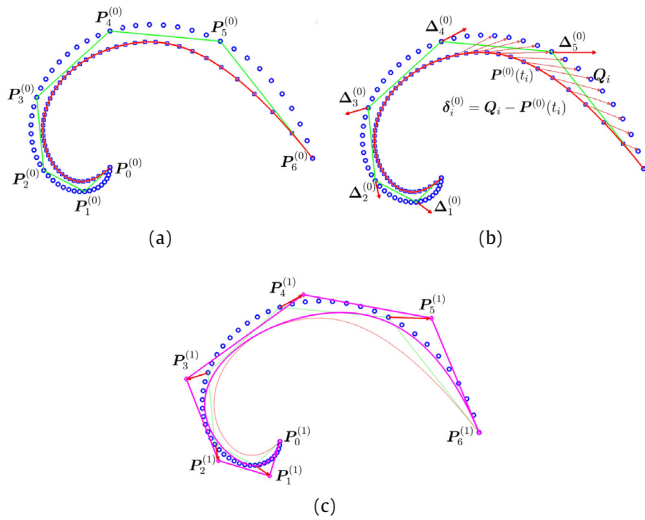 P_4^{(0)}
P_5^{(0)}
P_3^{(0)}
P_2^{(0)}
P_0^{(0)}
P_6^{(0)}
P_1^{(0)}
(a)
Δ_4^{(0)}
Δ_5^{(0)}
P^{(0)}(t_i)
Q_i
Δ_3^{(0)}
δ_i^{(0)} = Q_i − P^{(0)}(t_i)
Δ_2^{(0)}
Δ_1^{(0)}
(b)
P_4^{(1)}
P_5^{(1)}
P_3^{(1)}
P_0^{(1)}
P_6^{(1)}
P_2^{(1)}
P_1^{(1)}
(c)